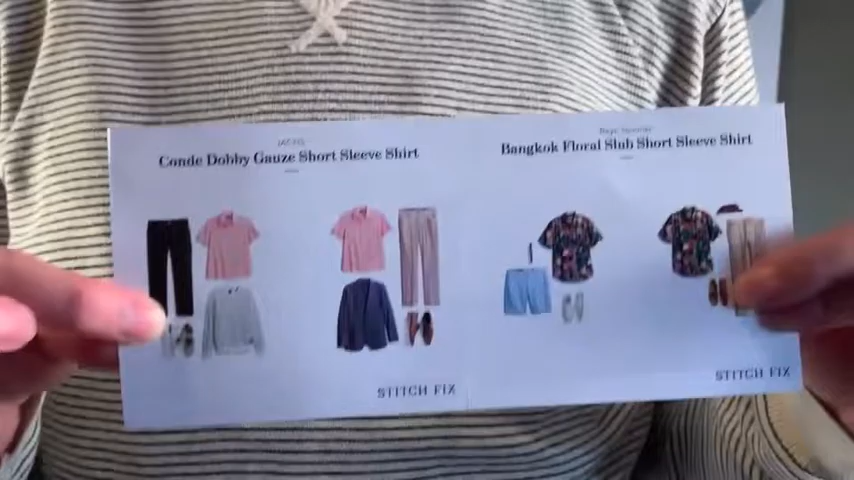 Conde Dobby Gauze Short Sleeve Shirt
STITCH FIX
Bangkok Floral Slub Short Sleeve Shirt
STITCH FIX